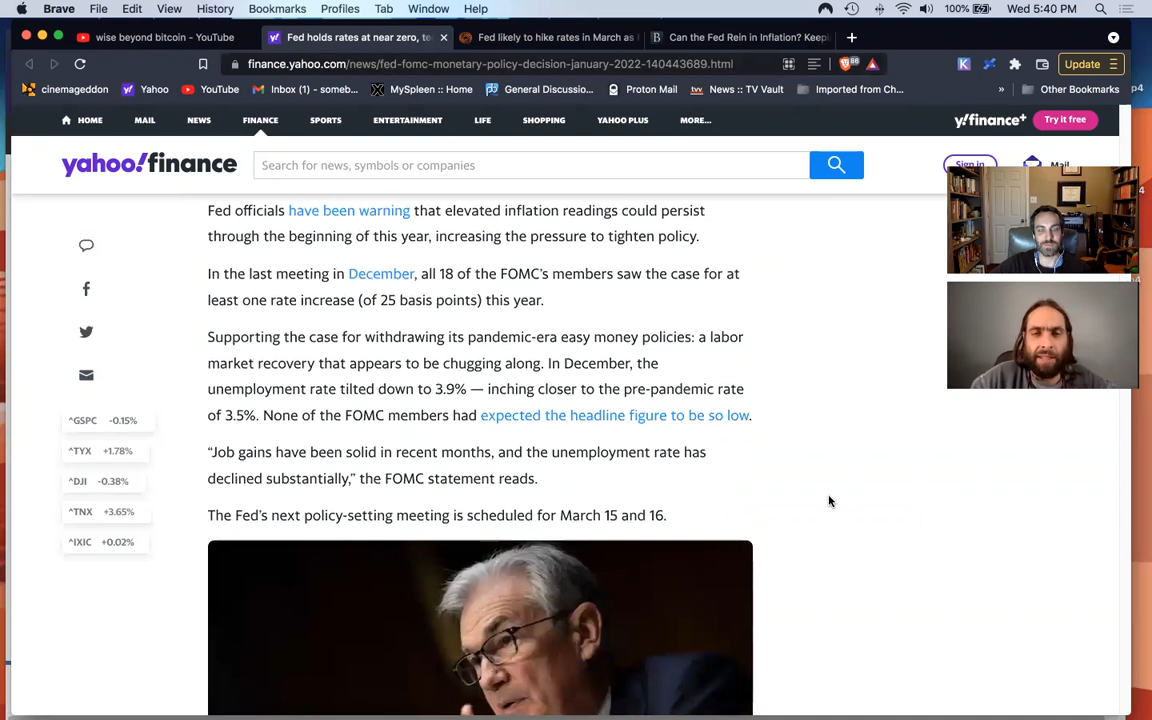 Brave File Edit View History Bookmarks Profiles Tab Window Help 100% Wed 5:40 PM
wise beyond bitcoin - YouTube Fed holds rates at near zero, te Fed likely to hike rates in March as Can the Fed Rein in Inflation? Keep
finance.yahoo.com/news/fed-fomc-monetary-policy-decision-january-2022-140443689.html 86 K Update
cinemageddon Yahoo YouTube Inbox (1) - someb... MySpleen :: Home General Discussio... Proton Mail News :: TV Vault Imported from Ch... » Other Bookmarks p4
HOME MAIL NEWS FINANCE SPORTS ENTERTAINMENT LIFE SHOPPING YAHOO PLUS MORE... y!finance+ Try it free
yahoo!finance Search for news, symbols or companies Sign in Mail
Fed officials have been warning that elevated inflation readings could persist
through the beginning of this year, increasing the pressure to tighten policy.
In the last meeting in December, all 18 of the FOMC's members saw the case for at
least one rate increase (of 25 basis points) this year.
Supporting the case for withdrawing its pandemic-era easy money policies: a labor
market recovery that appears to be chugging along. In December, the
unemployment rate tilted down to 3.9% — inching closer to the pre-pandemic rate
of 3.5%. None of the FOMC members had expected the headline figure to be so low.
“Job gains have been solid in recent months, and the unemployment rate has
declined substantially,” the FOMC statement reads.
The Fed's next policy-setting meeting is scheduled for March 15 and 16.
^GSPC -0.15%
^TYX +1.78%
^DJI -0.38%
^TNX +3.65%
^IXIC +0.02%